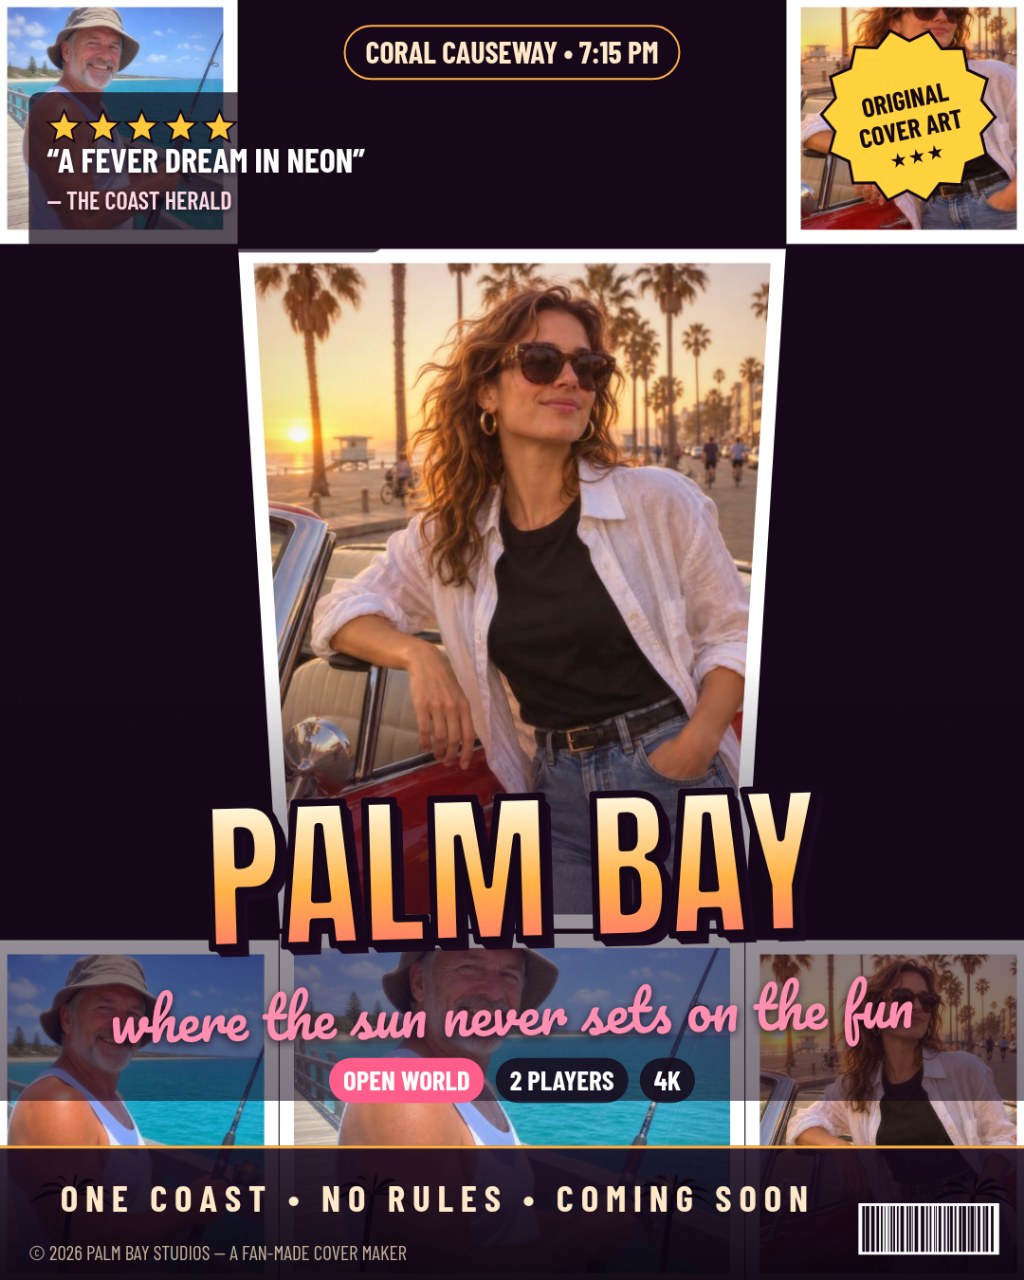 CORAL CAUSEWAY • 7:15 PM
ORIGINAL
COVER ART
“A FEVER DREAM IN NEON”
– THE COAST HERALD
PALM BAY
where the sun never sets on the fun
OPEN WORLD
2 PLAYERS
4K
ONE COAST • NO RULES • COMING SOON
© 2026 PALM BAY STUDIOS — A FAN-MADE COVER MAKER